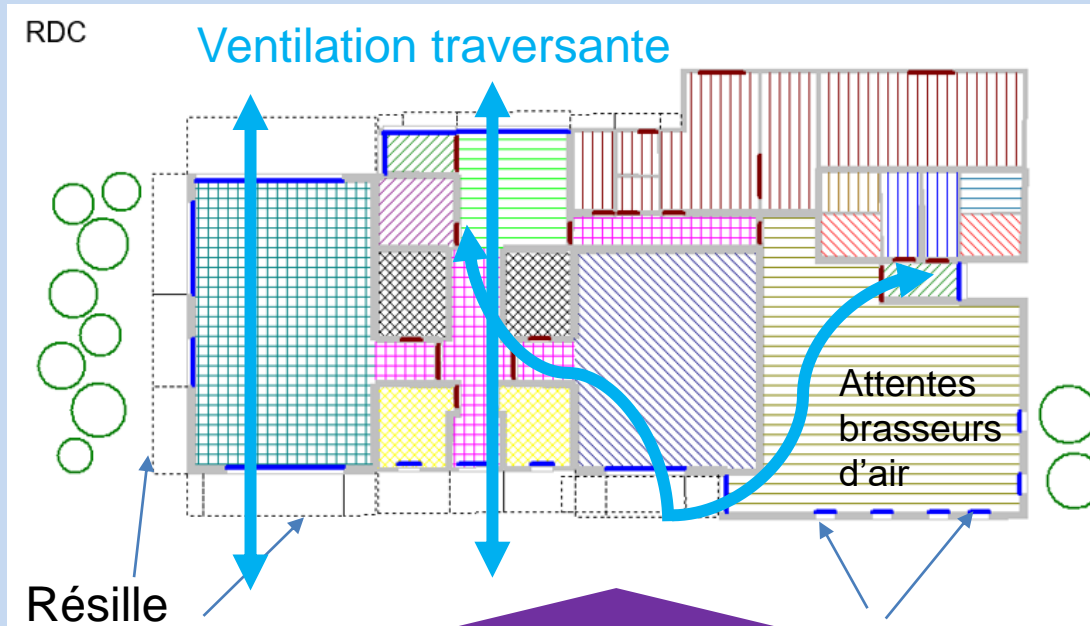 RDC
Ventilation traversante
Attentes
brasseurs
d'air
Résille